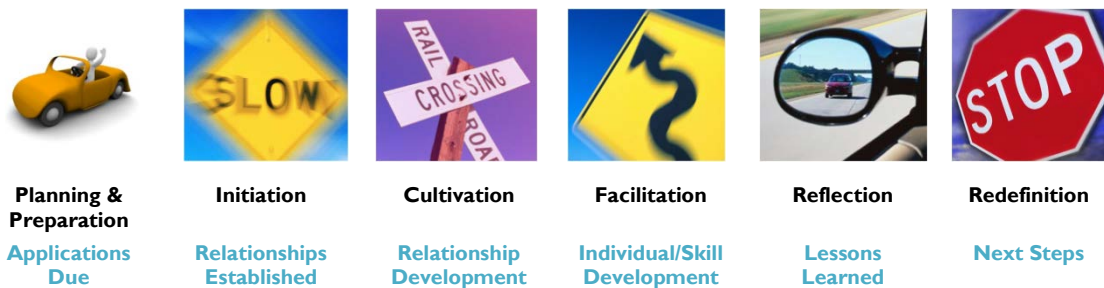 SLOW
RAIL
CROSSING
ROAD
STOP
Planning &
Preparation
Initiation
Cultivation
Facilitation
Reflection
Redefinition
Applications
Due
Relationships
Established
Relationship
Development
Individual/Skill
Development
Lessons
Learned
Next Steps